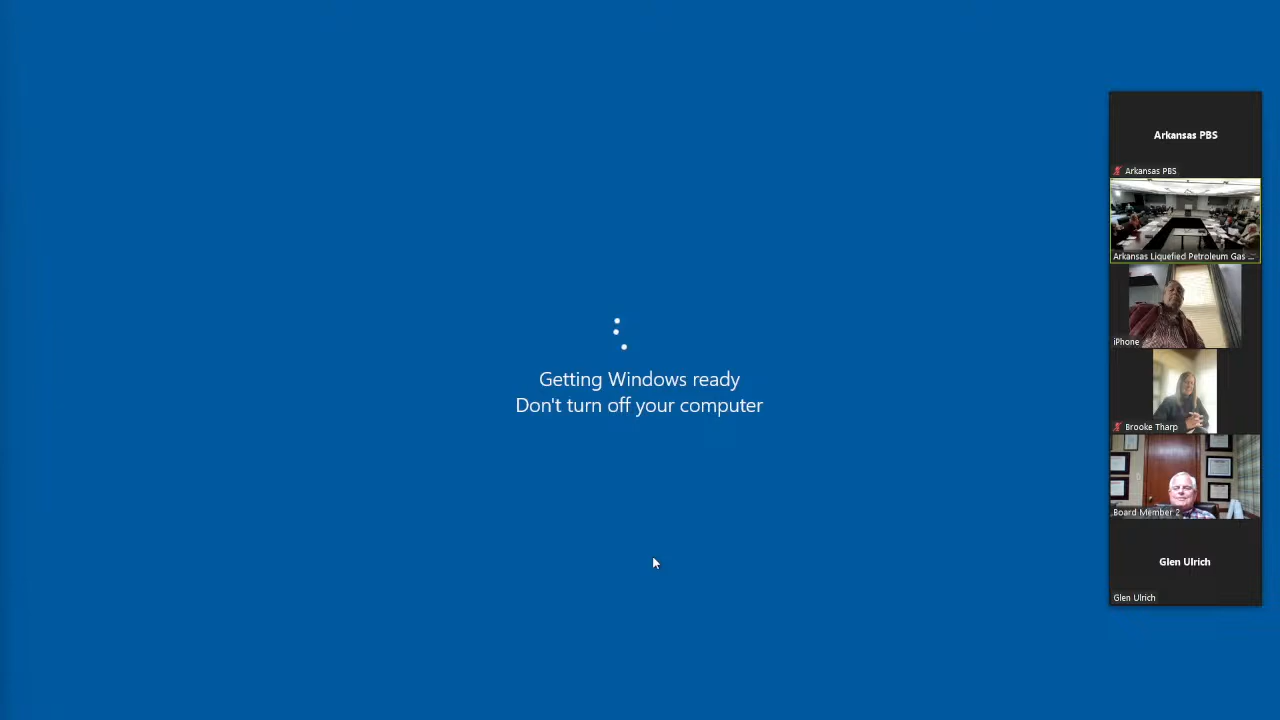 Getting Windows ready
Don't turn off your computer
Arkansas PBS
Arkansas PBS
Arkansas Liquefied Petroleum Gas ...
iPhone
Brooke Tharp
Board Member 2
Glen Ulrich
Glen Ulrich